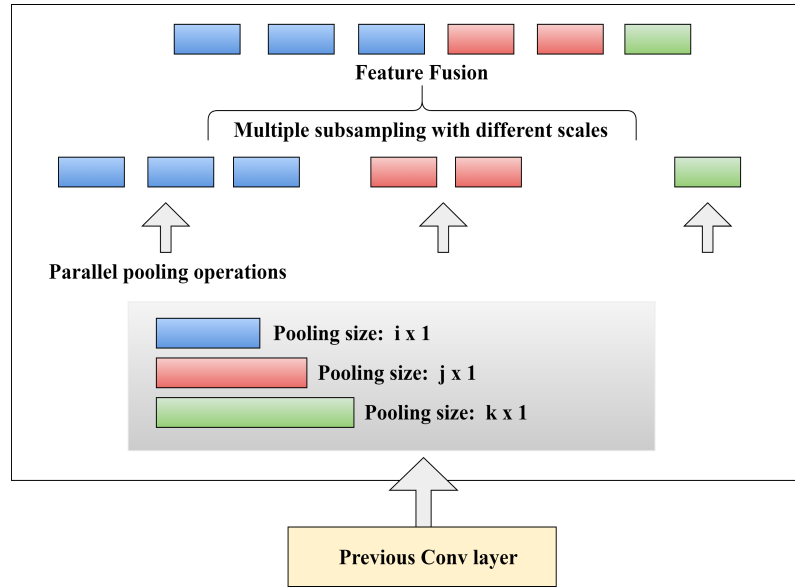 Feature Fusion
Multiple subsampling with different scales
Parallel pooling operations
Pooling size: i x 1
Pooling size: j x 1
Pooling size: k x 1
Previous Conv layer